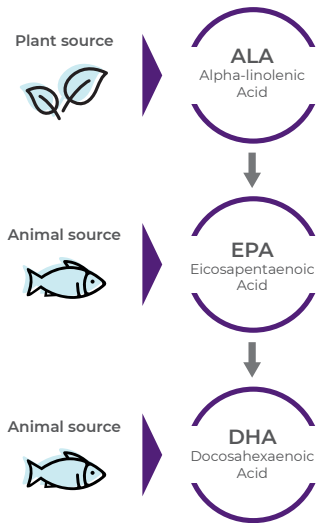 Plant source
ALA
Alpha-linolenic
Acid
Animal source
EPA
Eicosapentaenoic
Acid
Animal source
DHA
Docosahexaenoic
Acid